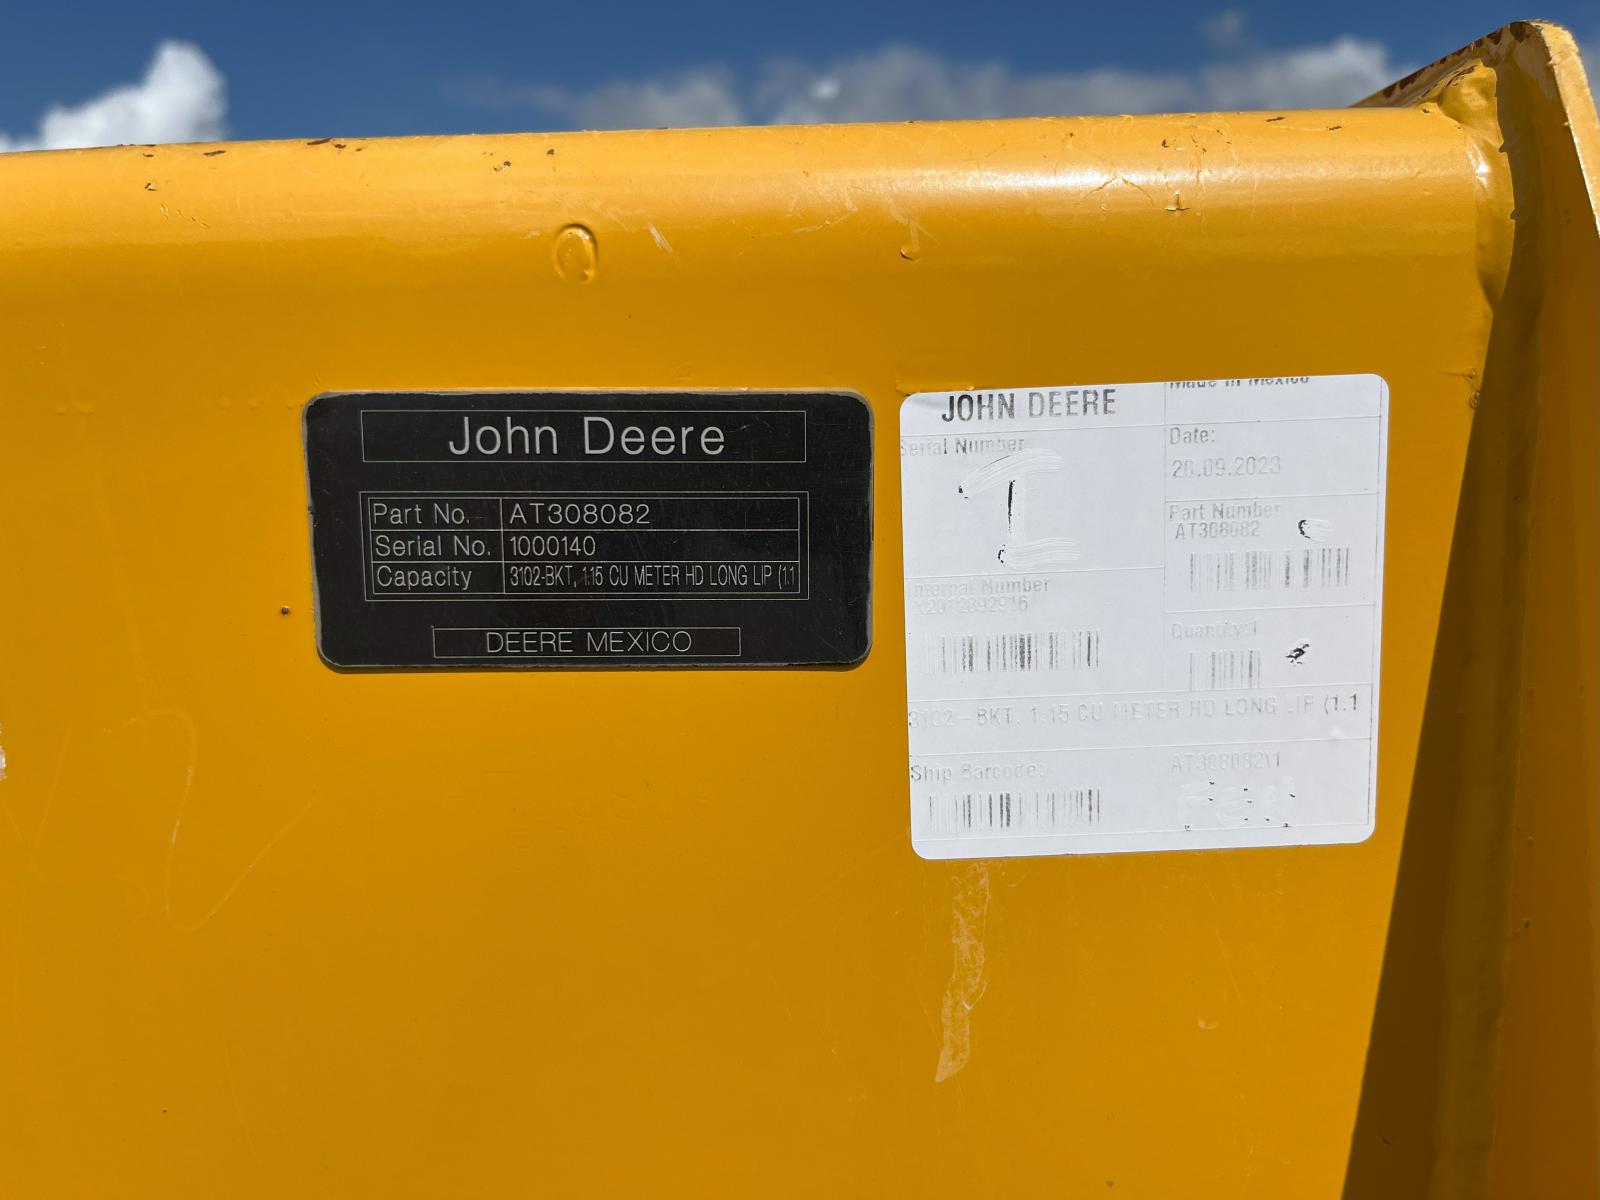 John Deere
Part No. AT308082
Serial No. 1000140
Capacity 3102-BKT, 1.15 CU METER HD LONG LIP (1.1
DEERE MEXICO
JOHN DEERE
Made in Mexico
Serial Number
Date:
20.09.2023
Part Number
AT308082
Internal Number
Quantity:1
3102-BKT, 1.15 CU METER HD LONG LIP (1.1
Ship Barcode:
AT308082\1